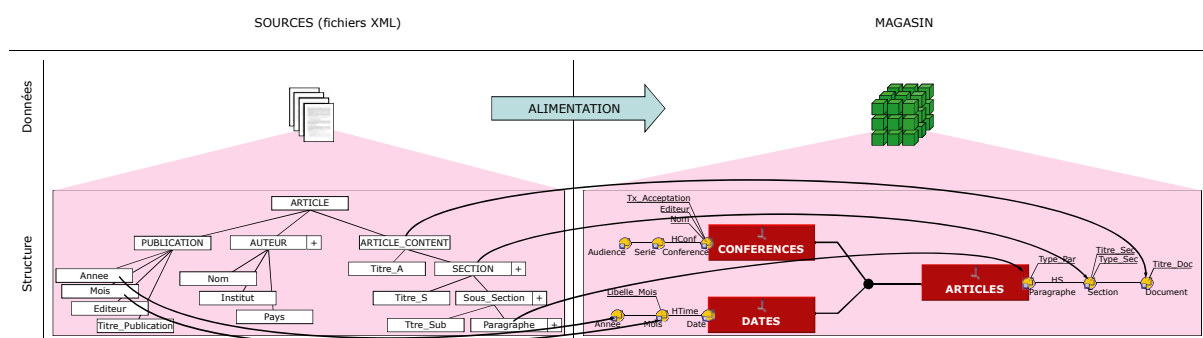 SOURCES (fichiers XML)
MAGASIN
Données
ALIMENTATION
Structure
ARTICLE
PUBLICATION
AUTEUR +
ARTICLE_CONTENT
Annee
Mois
Editeur
Titre_Publication
Nom
Institut
Pays
Titre_A
SECTION +
Titre_S
Sous_Section +
Ttre_Sub
Paragraphe +
Tx_Acceptation
Editeur
Nom
HConf
Audience
Serie
Conference
CONFERENCES
Libelle_Mois
HTime
Année
Mois
Date
DATES
ARTICLES
Type_Par
HS
Paragraphe
Titre_Sec
Type_Sec
Section
Titre_Doc
Document